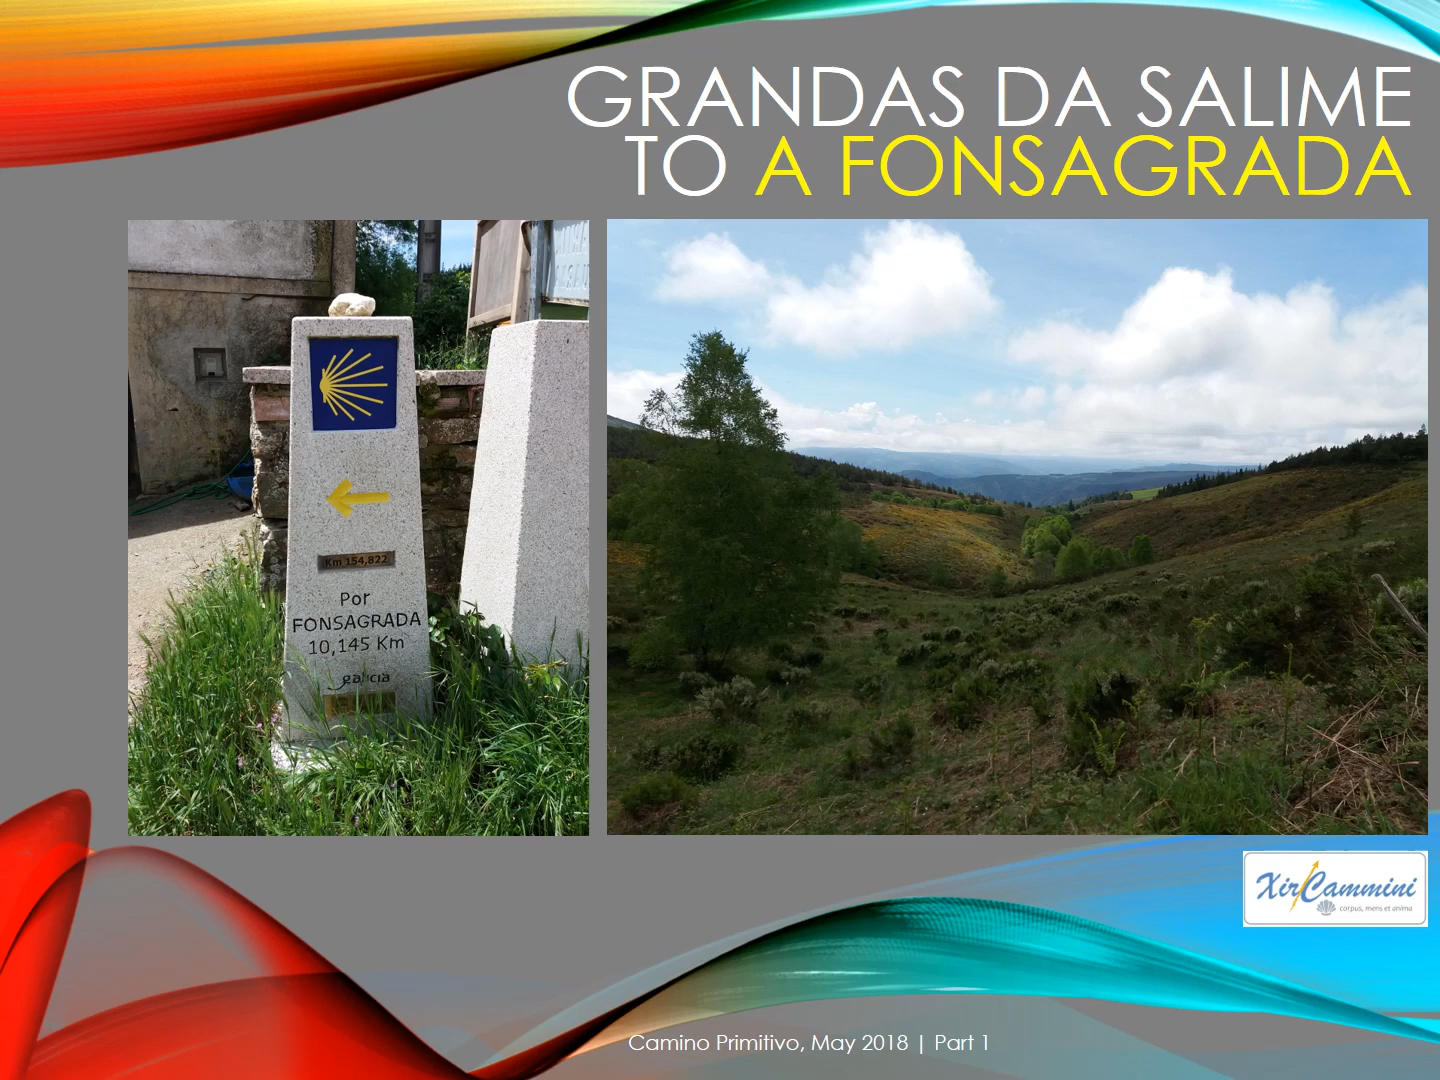 GRANDAS DA SALIME
TO A FONSAGRADA
Km 154,822
Por
FONSAGRADA
10,145 Km
galicia
XirCammini
corpus, mens et anima
Camino Primitivo, May 2018 | Part 1